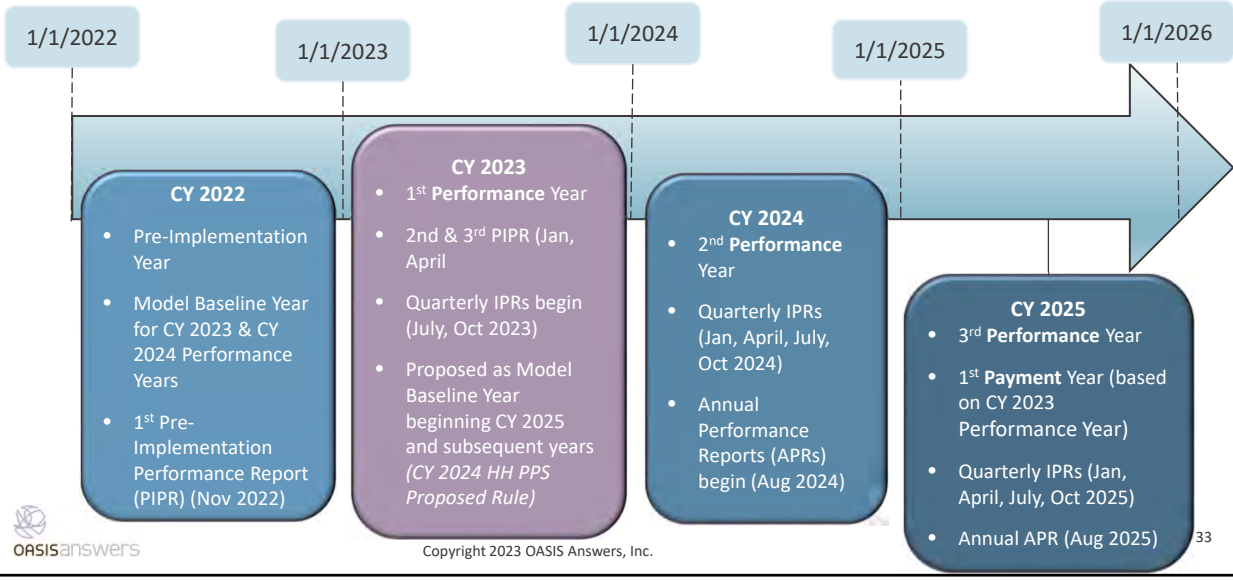 1/1/2022
1/1/2023
1/1/2024
1/1/2025
1/1/2026
CY 2022
• Pre-Implementation
Year
• Model Baseline Year
for CY 2023 & CY
2024 Performance
Years
• 1st Pre-
Implementation
Performance Report
(PIPR) (Nov 2022)
CY 2023
• 1st Performance Year
• 2nd & 3rd PIPR (Jan,
April
• Quarterly IPRs begin
(July, Oct 2023)
• Proposed as Model
Baseline Year
beginning CY 2025
and subsequent years
(CY 2024 HH PPS
Proposed Rule)
CY 2024
• 2nd Performance
Year
• Quarterly IPRs
(Jan, April, July,
Oct 2024)
• Annual
Performance
Reports (APRs)
begin (Aug 2024)
CY 2025
• 3rd Performance Year
• 1st Payment Year (based
on CY 2023
Performance Year)
• Quarterly IPRs (Jan,
April, July, Oct 2025)
• Annual APR (Aug 2025)
OASISanswers
Copyright 2023 OASIS Answers, Inc.
33